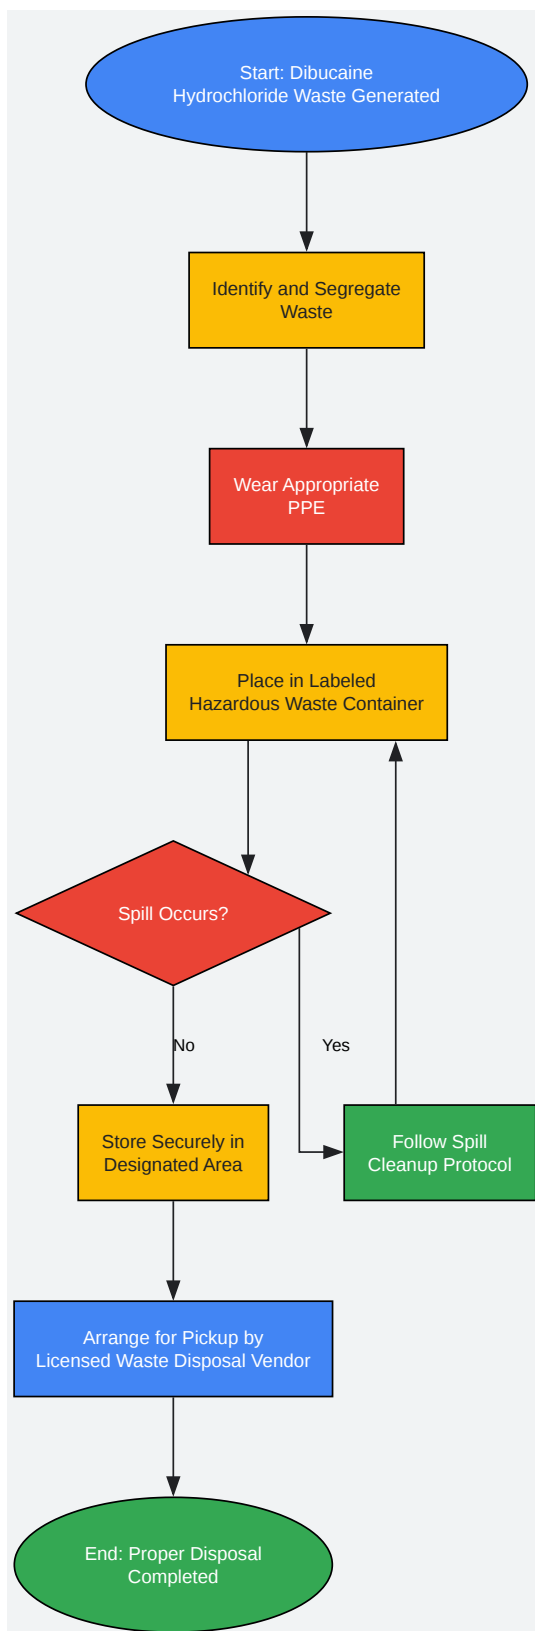 Start: Dibucaine
Hydrochloride Waste Generated
Identify and Segregate
Waste
Wear Appropriate
PPE
Place in Labeled
Hazardous Waste Container
Spill Occurs?
No
Yes
Store Securely in
Designated Area
Follow Spill
Cleanup Protocol
Arrange for Pickup by
Licensed Waste Disposal Vendor
End: Proper Disposal
Completed